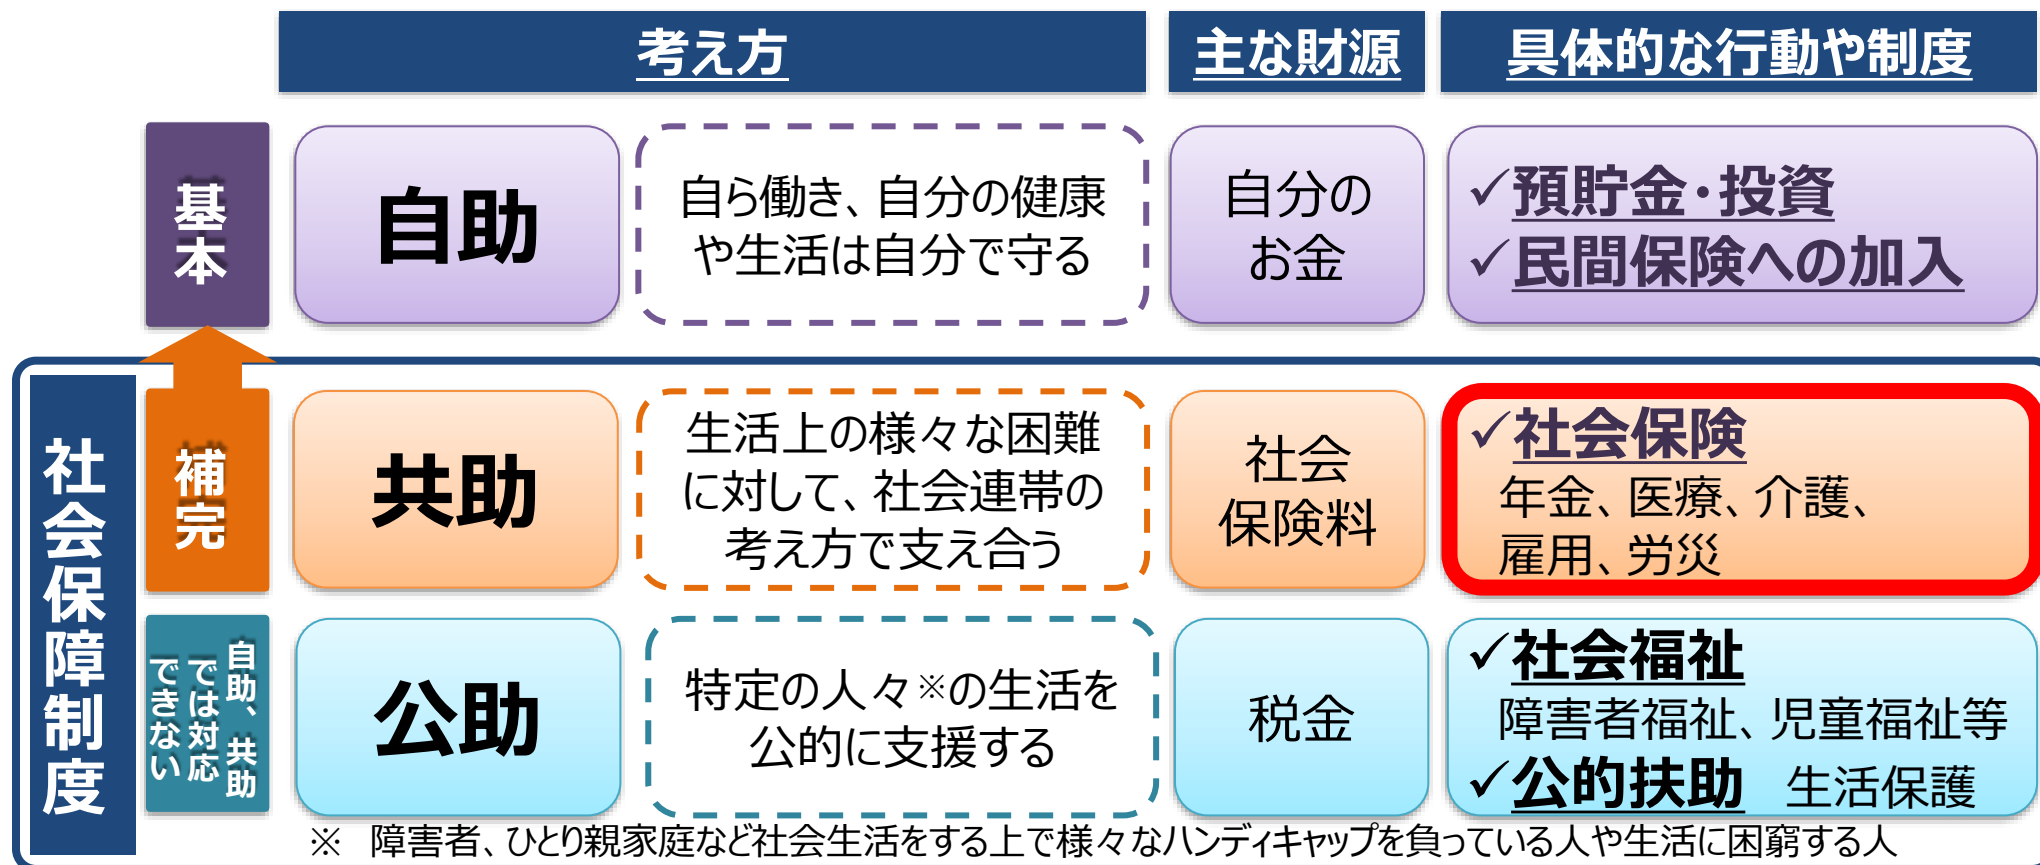 考え方
主な財源
具体的な行動や制度
基本
自助
自ら働き、自分の健康
や生活は自分で守る
自分の
お金
✓預貯金・投資
✓民間保険への加入
社会保障制度
補完
共助
生活上の様々な困難
に対して、社会連帯の
考え方で支え合う
社会
保険料
✓社会保険
年金、医療、介護、
雇用、労災
自助、共助
では対応
できない
公助
特定の人々※の生活を
公的に支援する
税金
✓社会福祉
障害者福祉、児童福祉等
✓公的扶助 生活保護
※ 障害者、ひとり親家庭など社会生活をする上で様々なハンディキャップを負っている人や生活に困窮する人